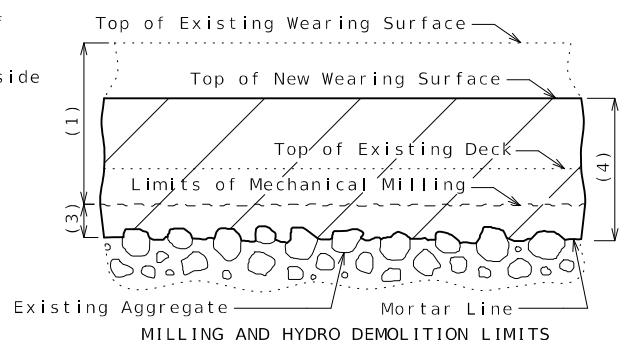 f
Top of Existing Wearing Surface
side
Top of New Wearing Surface
(1)
Top of Existing Deck
(4)
Limits of Mechanical Milling
(3)
Existing Aggregate
Mortar Line
MILLING AND HYDRO DEMOLITION LIMITS